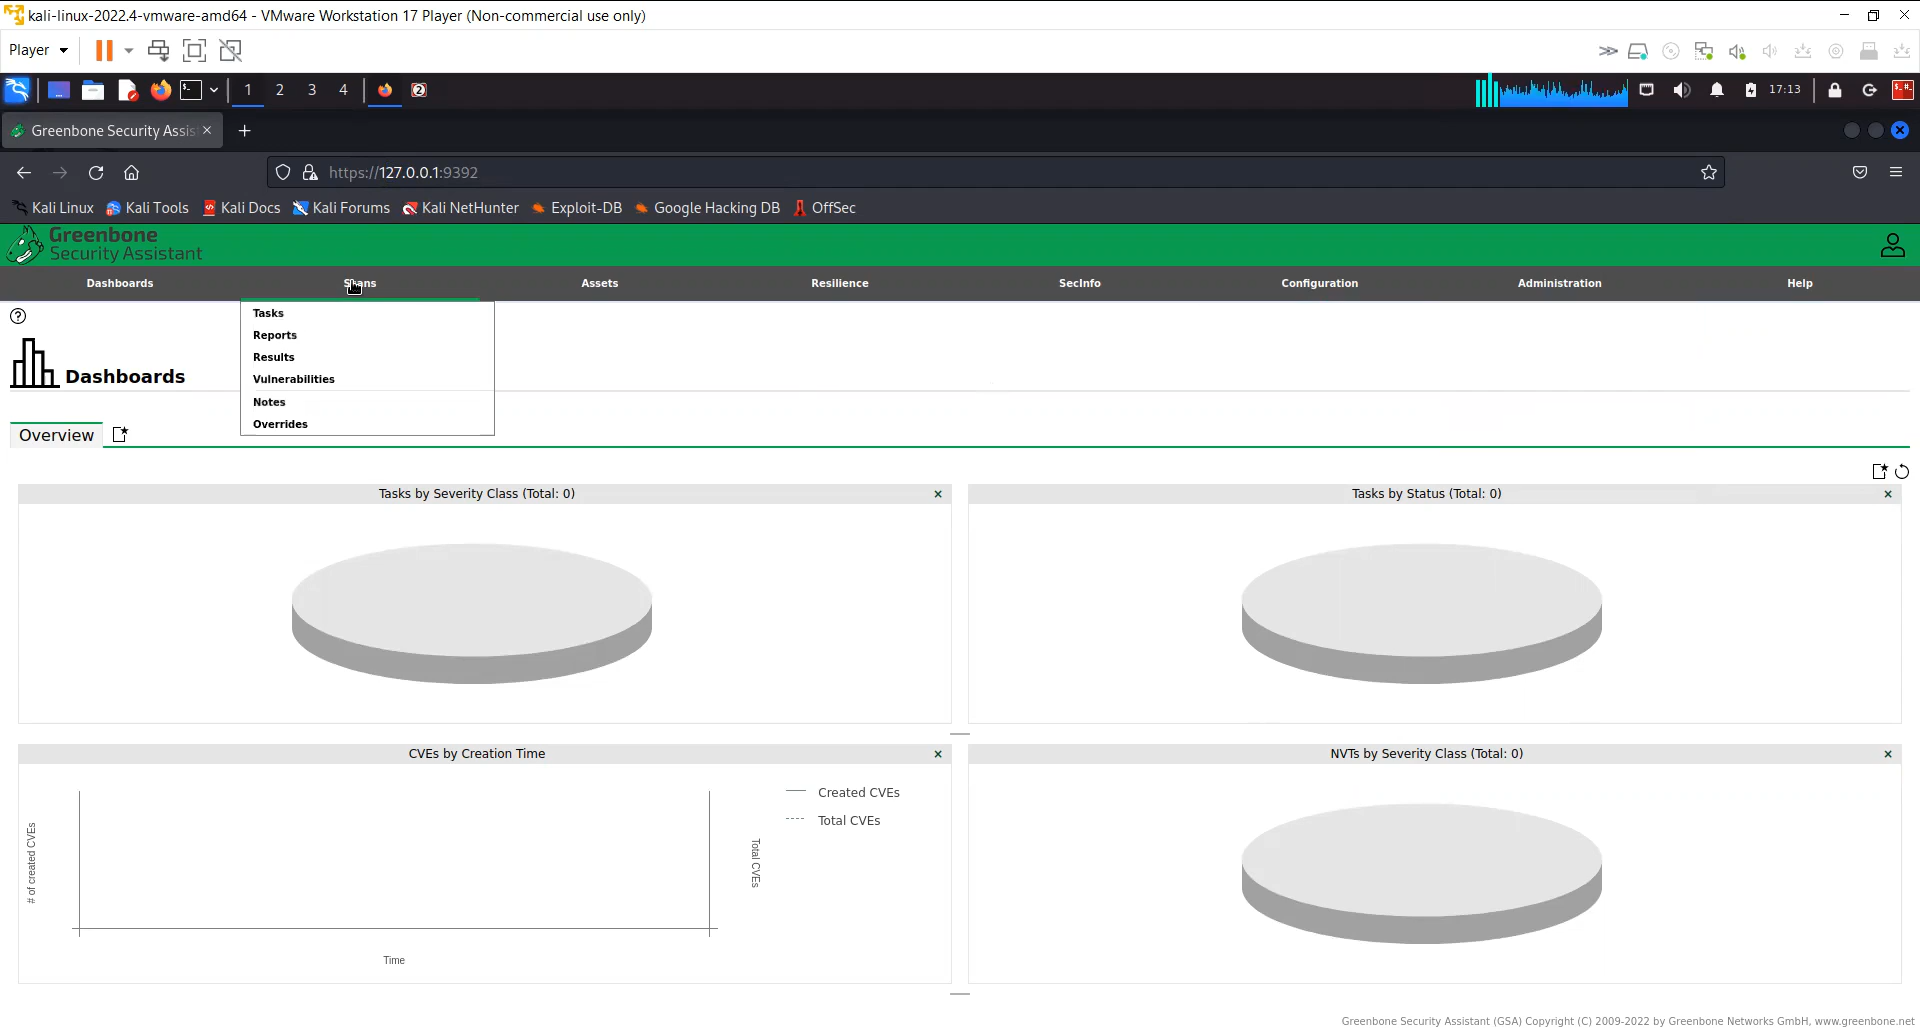 kali-linux-2022.4-vmware-amd64 - VMware Workstation 17 Player (Non-commercial use only)
Player
1 2 3 4
17:13
Greenbone Security Assis
https://127.0.0.1:9392
Kali Linux Kali Tools Kali Docs Kali Forums Kali NetHunter Exploit-DB Google Hacking DB OffSec
Greenbone
Security Assistant
Dashboards Scans Assets Resilience SecInfo Configuration Administration Help
Tasks
Reports
Results
Vulnerabilities
Notes
Overrides
Dashboards
Overview
Tasks by Severity Class (Total: 0)
Tasks by Status (Total: 0)
CVEs by Creation Time
# of created CVEs
Time
Total CVEs
Created CVEs
Total CVEs
NVTs by Severity Class (Total: 0)
Greenbone Security Assistant (GSA) Copyright (C) 2009-2022 by Greenbone Networks GmbH, www.greenbone.net